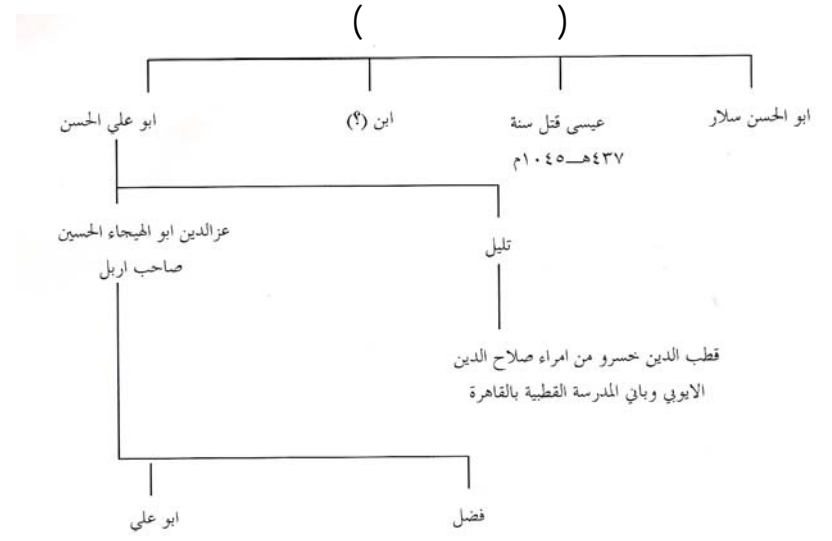 ( )
ابو الحسن سلار
عيسى قتل سنة
٤٣٧هـ‌ــ١٠٤٥م
ابن (؟)
ابو علي الحسن
تليل
عزالدين ابو الهيجاء الحسين
صاحب اربل
قطب الدين خسرو من امراء صلاح الدين
الايوبي وباني المدرسة القطبية بالقاهرة
فضل
ابو علي